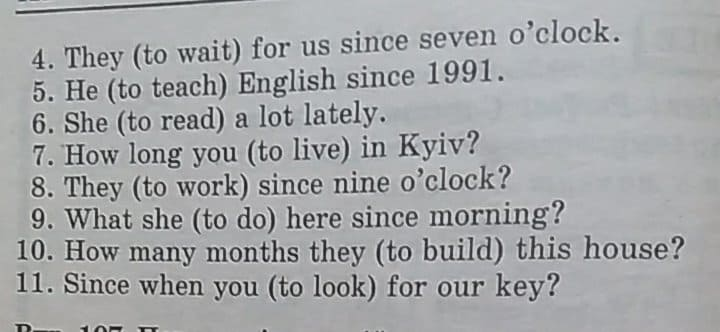 4. They (to wait) for us since seven o’clock.
5. He (to teach) English since 1991.
6. She (to read) a lot lately.
7. How long you (to live) in Kyiv?
8. They (to work) since nine o’clock?
9. What she (to do) here since morning?
10. How many months they (to build) this house?
11. Since when you (to look) for our key?